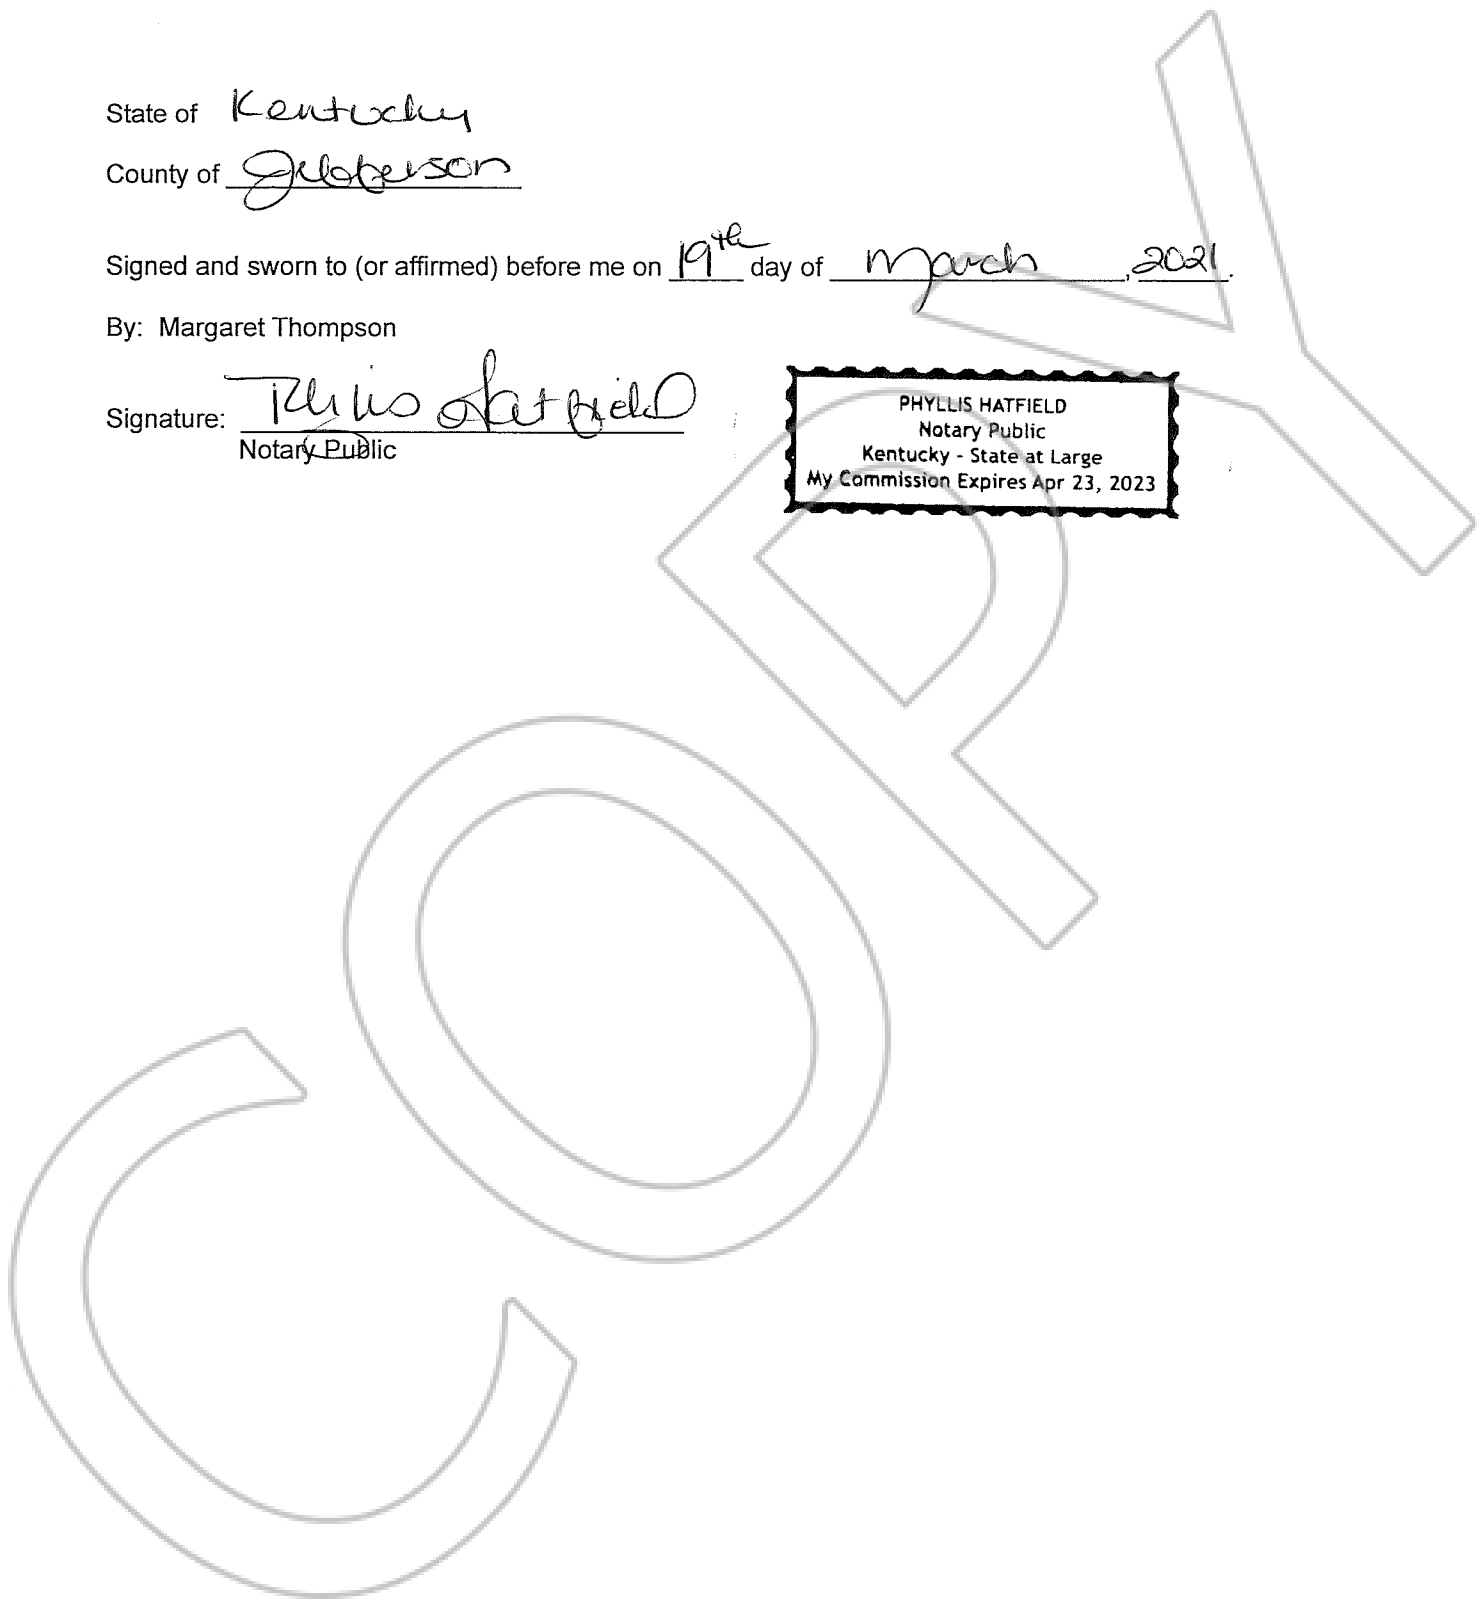 State of Kentucky
County of Jefferson
Signed and sworn to (or affirmed) before me on 19th day of March, 2021.
By: Margaret Thompson
Signature: Phyllis Hatfield
Notary Public
PHYLLIS HATFIELD
Notary Public
Kentucky - State at Large
My Commission Expires Apr 23, 2023
COPY